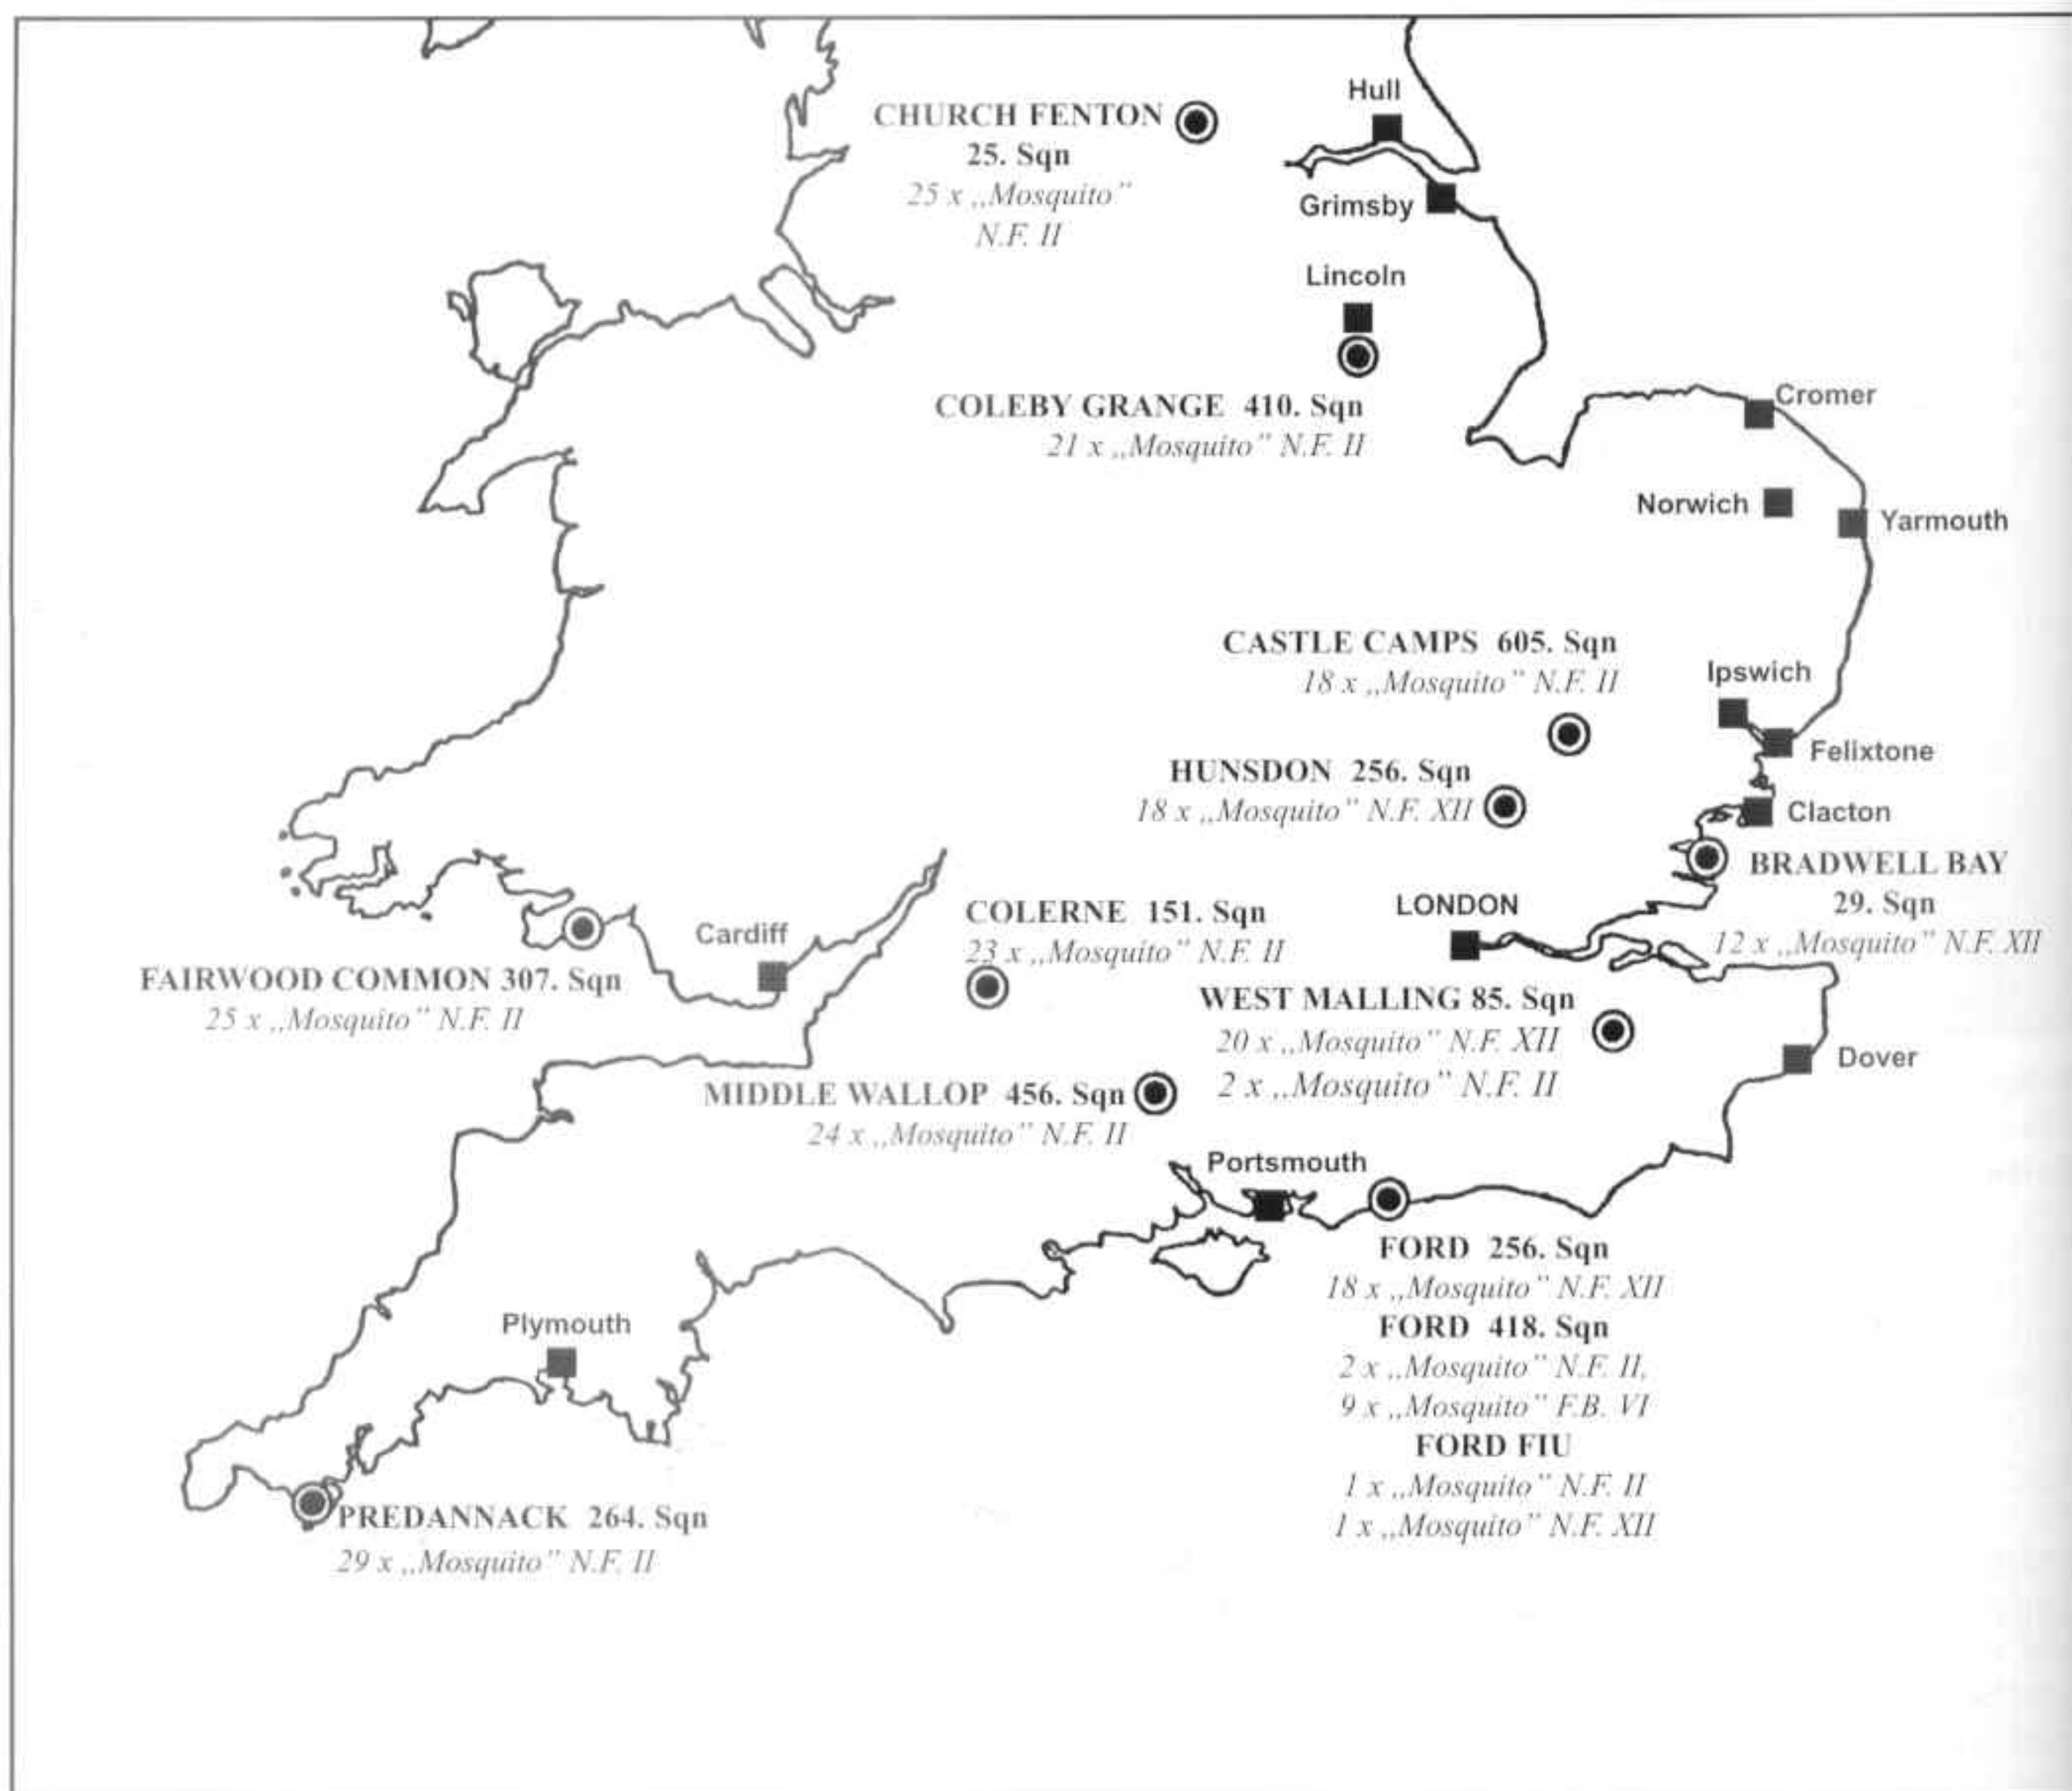 Hull
CHURCH FENTON
25. Sqn
25 x „Mosquito”
N.F. II
Grimsby
Lincoln
COLEBY GRANGE 410. Sqn
21 x „Mosquito” N.F. II
Cromer
Norwich
Yarmouth
CASTLE CAMPS 605. Sqn
18 x „Mosquito” N.F. II
Ipswich
Felixtone
HUNSDON 256. Sqn
18 x „Mosquito” N.F. XII
Clacton
BRADWELL BAY
29. Sqn
12 x „Mosquito” N.F. XII
LONDON
COLERNE 151. Sqn
23 x „Mosquito” N.F. II
Cardiff
FAIRWOOD COMMON 307. Sqn
25 x „Mosquito” N.F. II
WEST MALLING 85. Sqn
20 x „Mosquito” N.F. XII
2 x „Mosquito” N.F. II
Dover
MIDDLE WALLOP 456. Sqn
24 x „Mosquito” N.F. II
Portsmouth
FORD 256. Sqn
18 x „Mosquito” N.F. XII
FORD 418. Sqn
2 x „Mosquito” N.F. II,
9 x „Mosquito” F.B. VI
FORD FIU
1 x „Mosquito” N.F. II
1 x „Mosquito” N.F. XII
Plymouth
PREDANNACK 264. Sqn
29 x „Mosquito” N.F. II